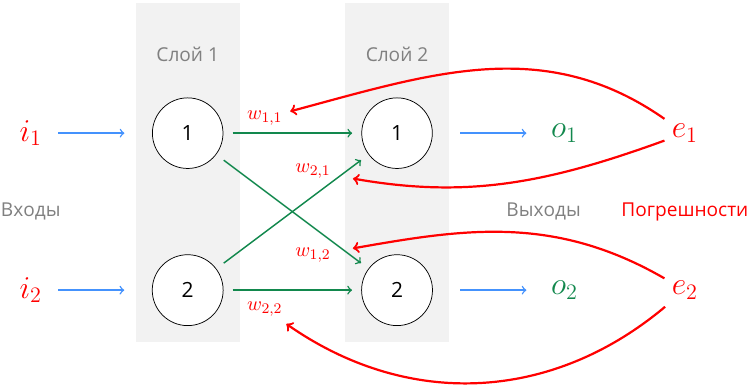 Слой 1
Слой 2
i₁
1
w₁,₁
1
o₁
e₁
w₂,₁
Входы
Выходы
Погрешности
w₁,₂
i₂
2
w₂,₂
2
o₂
e₂